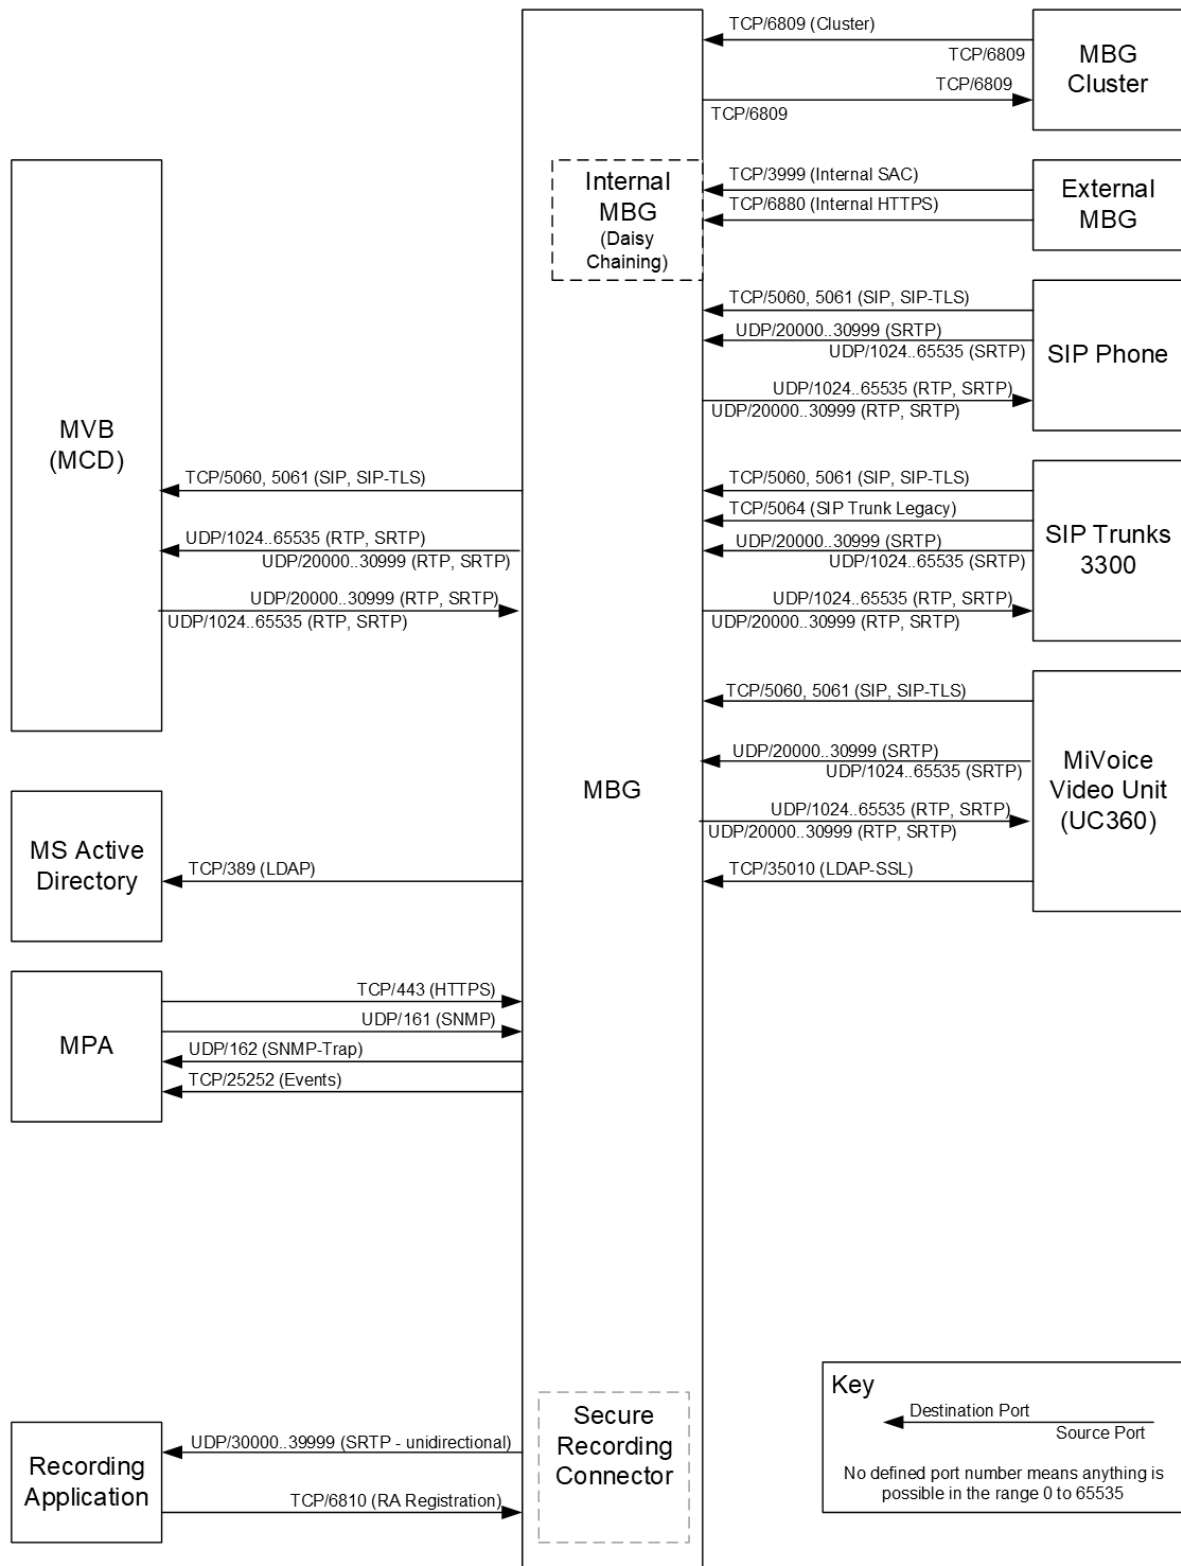 TCP/6809 (Cluster)
TCP/6809
TCP/6809
TCP/6809
MBG
Cluster
Internal
MBG
(Daisy
Chaining)
TCP/3999 (Internal SAC)
TCP/6880 (Internal HTTPS)
External
MBG
TCP/5060, 5061 (SIP, SIP-TLS)
UDP/20000..30999 (SRTP)
UDP/1024..65535 (SRTP)
UDP/1024..65535 (RTP, SRTP)
UDP/20000..30999 (RTP, SRTP)
SIP Phone
MVB
(MCD)
TCP/5060, 5061 (SIP, SIP-TLS)
UDP/1024..65535 (RTP, SRTP)
UDP/20000..30999 (RTP, SRTP)
UDP/20000..30999 (RTP, SRTP)
UDP/1024..65535 (RTP, SRTP)
TCP/5060, 5061 (SIP, SIP-TLS)
TCP/5064 (SIP Trunk Legacy)
UDP/20000..30999 (SRTP)
UDP/1024..65535 (SRTP)
UDP/1024..65535 (RTP, SRTP)
UDP/20000..30999 (RTP, SRTP)
SIP Trunks
3300
MBG
TCP/5060, 5061 (SIP, SIP-TLS)
UDP/20000..30999 (SRTP)
UDP/1024..65535 (SRTP)
UDP/1024..65535 (RTP, SRTP)
UDP/20000..30999 (RTP, SRTP)
TCP/35010 (LDAP-SSL)
MiVoice
Video Unit
(UC360)
MS Active
Directory
TCP/389 (LDAP)
MPA
TCP/443 (HTTPS)
UDP/161 (SNMP)
UDP/162 (SNMP-Trap)
TCP/25252 (Events)
Recording
Application
UDP/30000..39999 (SRTP - unidirectional)
TCP/6810 (RA Registration)
Secure
Recording
Connector
Key
Destination Port
Source Port
No defined port number means anything is
possible in the range 0 to 65535